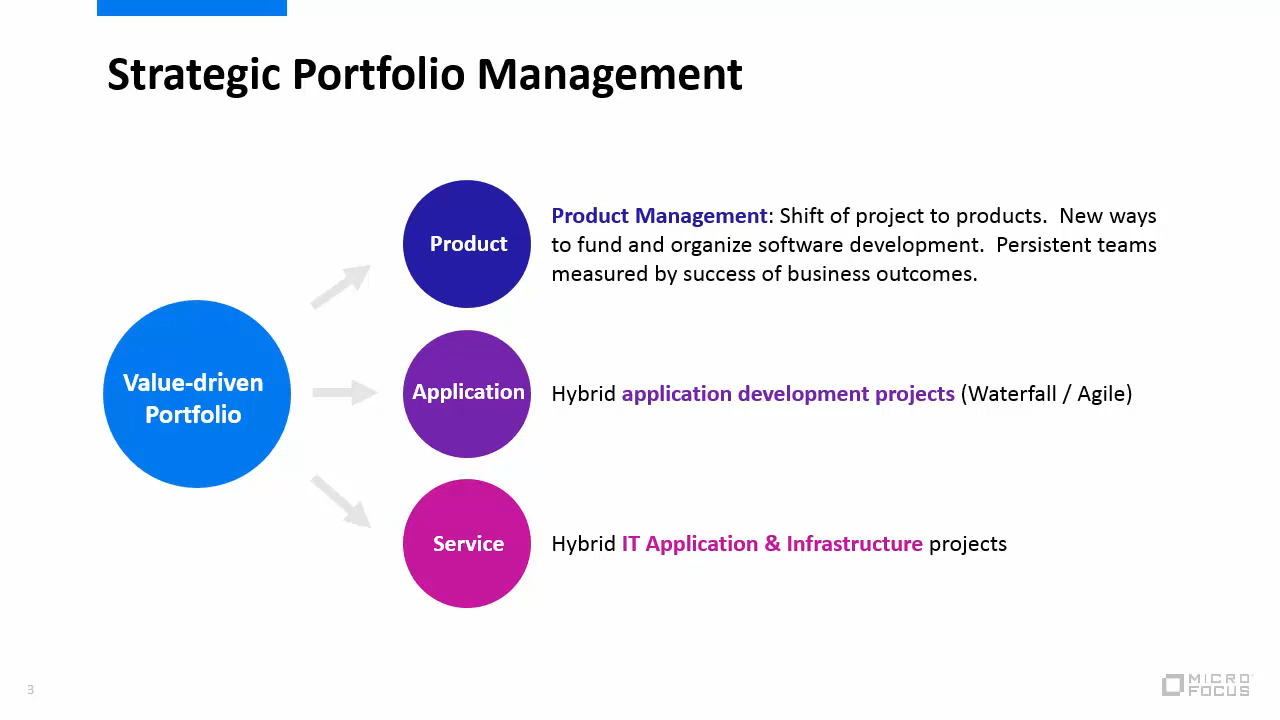 Strategic Portfolio Management
Product
Product Management: Shift of project to products.  New ways
to fund and organize software development.  Persistent teams
measured by success of business outcomes.
Value-driven
Portfolio
Application
Hybrid application development projects (Waterfall / Agile)
Service
Hybrid IT Application & Infrastructure projects
3
MICRO
FOCUS